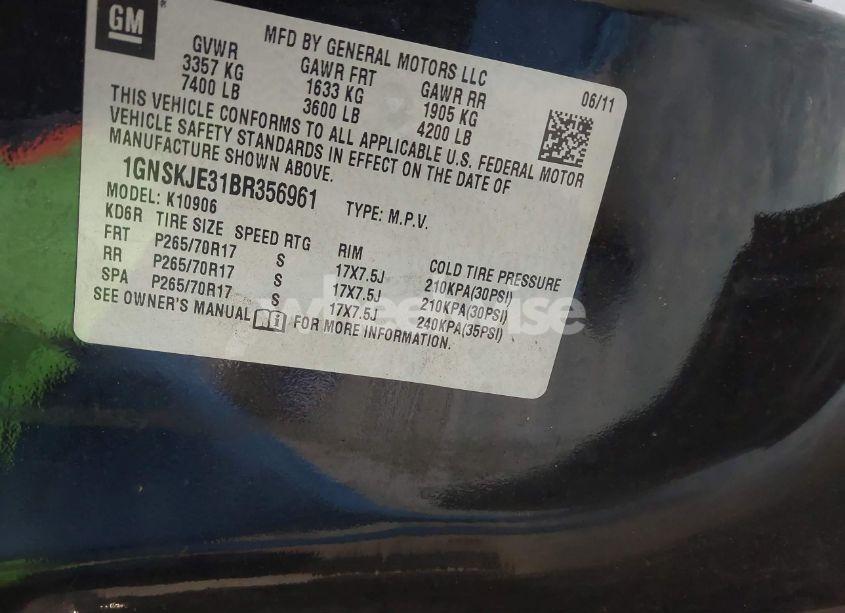 GM
MFD BY GENERAL MOTORS LLC
GVWR GAWR FRT GAWR RR 06/11
3357 KG 1633 KG 1905 KG
7400 LB 3600 LB 4200 LB
THIS VEHICLE CONFORMS TO ALL APPLICABLE U.S. FEDERAL MOTOR
VEHICLE SAFETY STANDARDS IN EFFECT ON THE DATE OF
MANUFACTURE SHOWN ABOVE.
1GNSKJE31BR356961 TYPE: M.P.V.
MODEL: K10906
KD6R TIRE SIZE SPEED RTG RIM COLD TIRE PRESSURE
FRT P265/70R17 S 17X7.5J 210KPA(30PSI)
RR P265/70R17 S 17X7.5J 210KPA(30PSI)
SPA P265/70R17 S 17X7.5J 240KPA(35PSI)
SEE OWNER'S MANUAL FOR MORE INFORMATION.